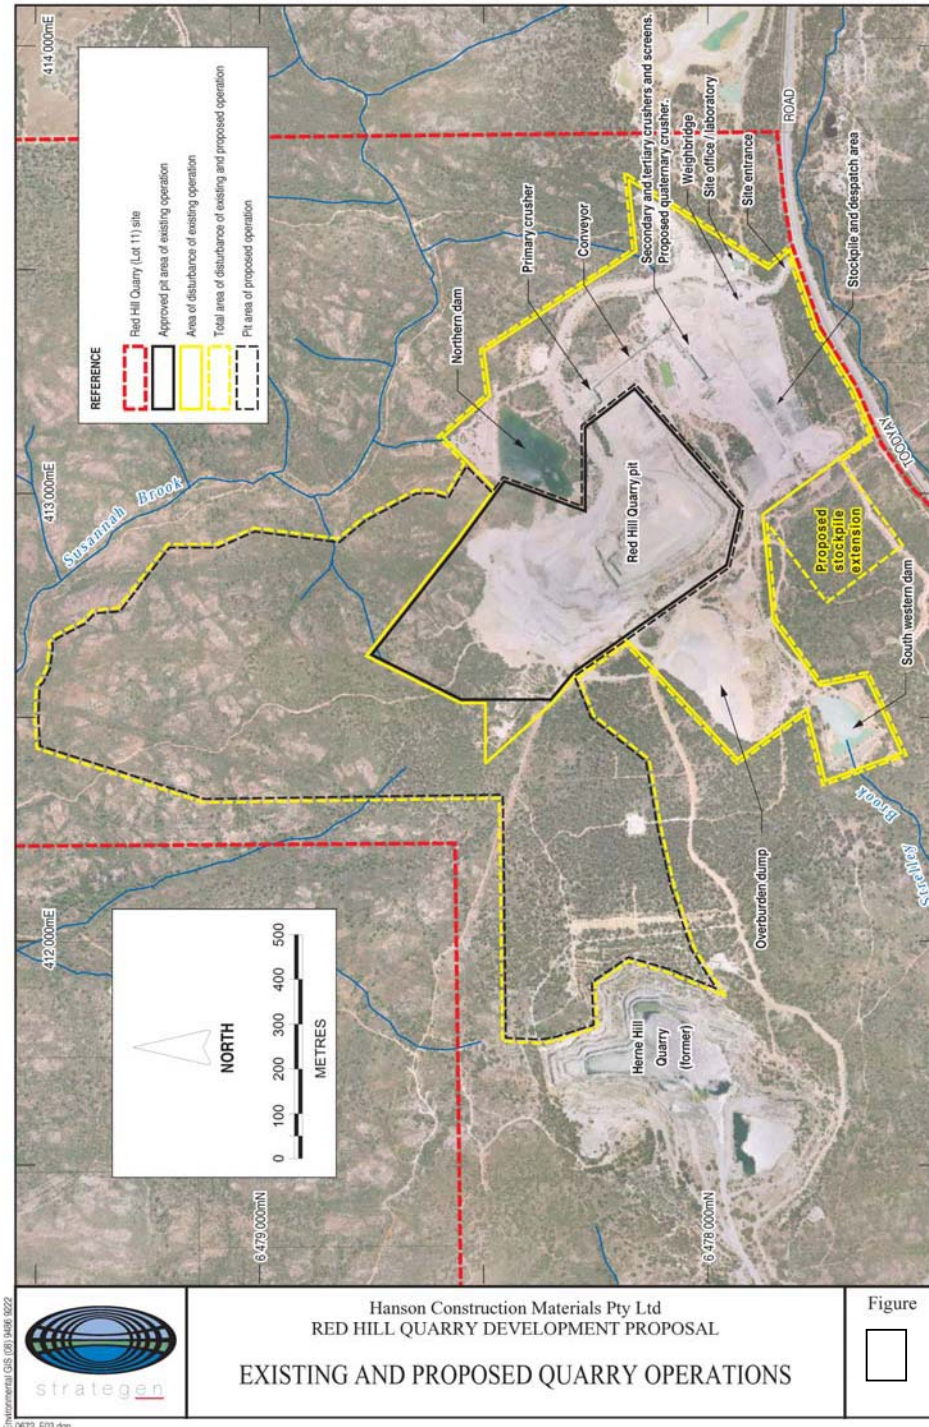 414 000mE
413 000mE
412 000mE
6 479 000mN
6 478 000mN
REFERENCE
Red Hill Quarry (Lot 11) site
Approved pit area of existing operation
Area of disturbance of existing operation
Total area of disturbance of existing and proposed operation
Pit area of proposed operation
Susannah Brook
Northern dam
Primary crusher
Conveyor
Secondary and tertiary crushers and screens.
Proposed quaternary crusher.
Weighbridge
Site office / laboratory
Site entrance
Stockpile and despatch area
TOODYAY
ROAD
Red Hill Quarry pit
Proposed
stockpile
extension
South western dam
Overburden dump
Strelley
Brook
Herne Hill
Quarry
(former)
NORTH
0 100 200 300 400 500
METRES
strategen
Hanson Construction Materials Pty Ltd
RED HILL QUARRY DEVELOPMENT PROPOSAL
EXISTING AND PROPOSED QUARRY OPERATIONS
Figure
Environmental GIS (08) 9486 9222